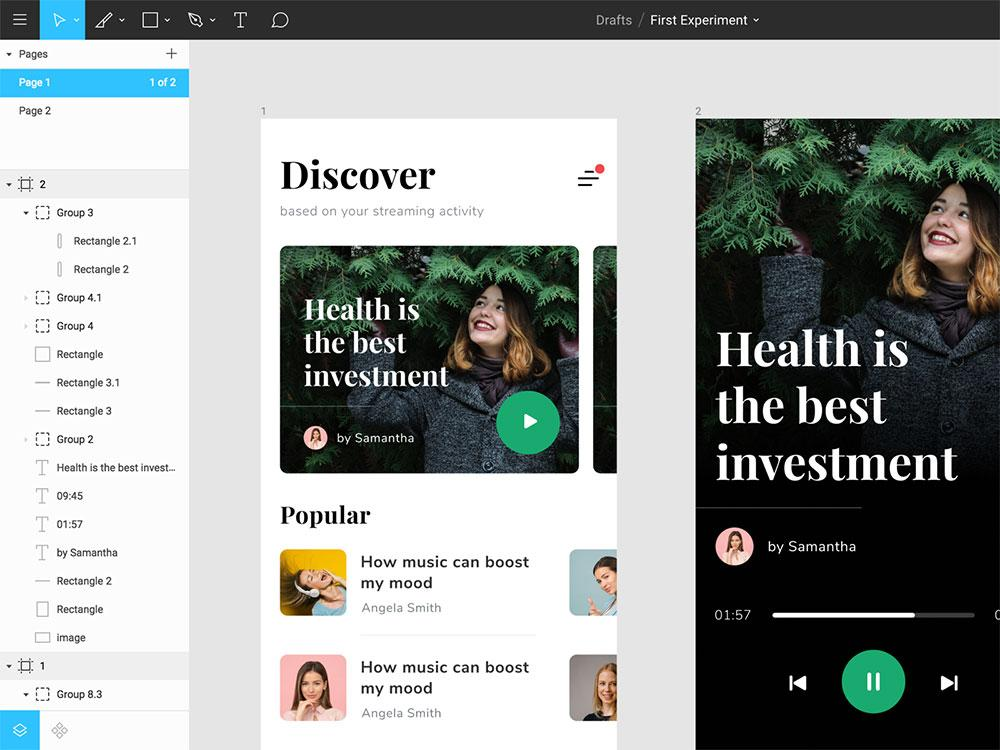 Drafts / First Experiment
Pages
Page 1 1 of 2
Page 2
2
Group 3
Rectangle 2.1
Rectangle 2
Group 4.1
Group 4
Rectangle
Rectangle 3.1
Rectangle 3
Group 2
Health is the best invest...
09:45
01:57
by Samantha
Rectangle 2
Rectangle
image
1
Group 8.3
1
Discover
based on your streaming activity
Health is
the best
investment
by Samantha
Popular
How music can boost
my mood
Angela Smith
How music can boost
my mood
Angela Smith
2
Health is
the best
investment
by Samantha
01:57